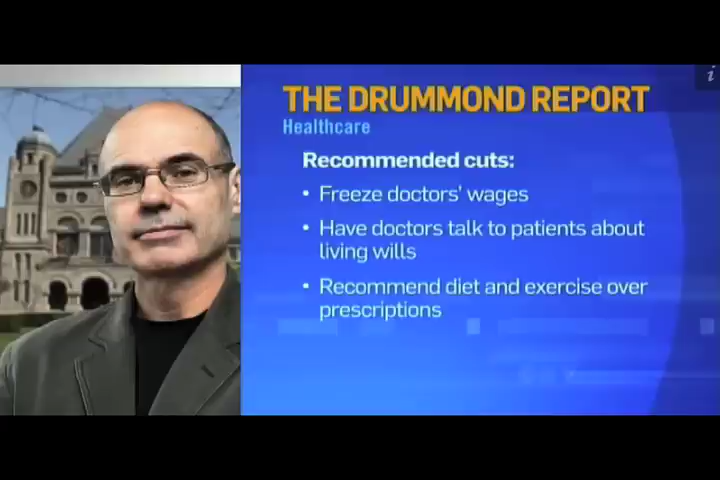 THE DRUMMOND REPORT
Healthcare
Recommended cuts:
• Freeze doctors' wages
• Have doctors talk to patients about
living wills
• Recommend diet and exercise over
prescriptions
i